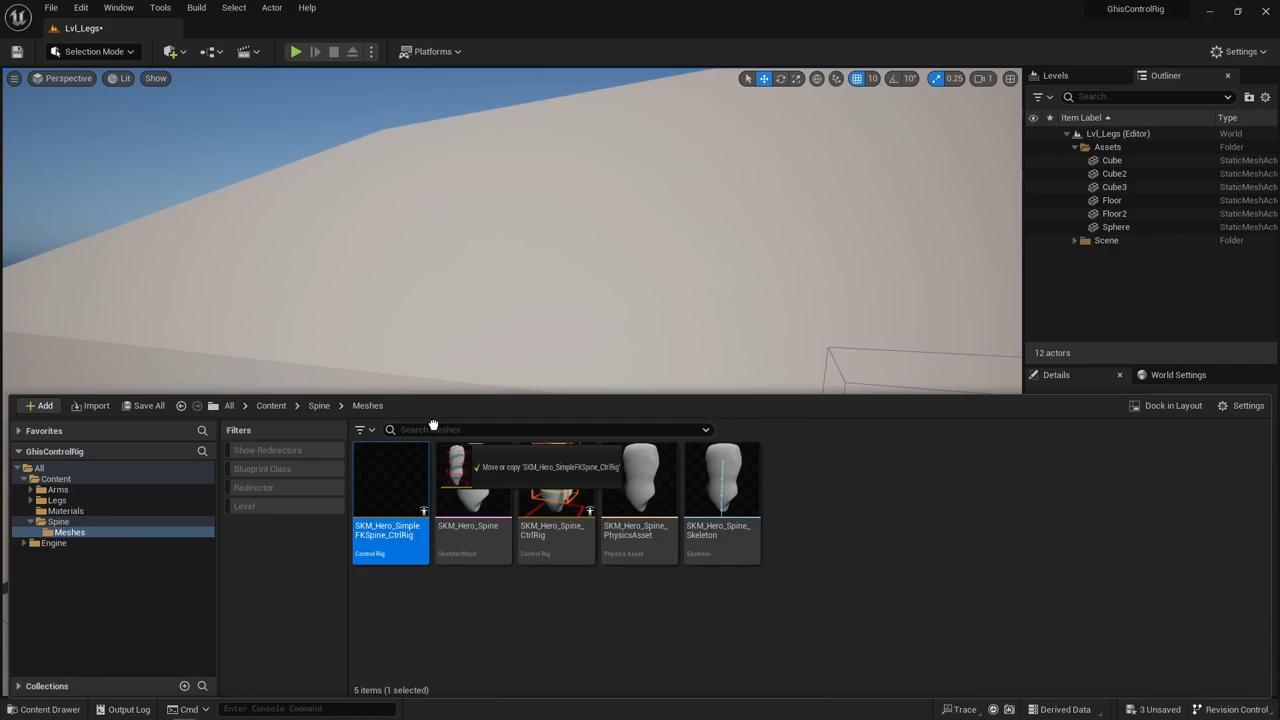 File Edit Window Tools Build Select Actor Help
GhisControlRig
Lvl_Legs*
Selection Mode
Platforms
Settings
Perspective
Lit
Show
10
10°
0.25
1
Levels
Outliner
Search...
Item Label
Type
Lvl_Legs (Editor) World
Assets Folder
Cube StaticMeshActo
Cube2 StaticMeshActo
Cube3 StaticMeshActo
Floor StaticMeshActo
Floor2 StaticMeshActo
Sphere StaticMeshActo
Scene Folder
12 actors
Details
World Settings
Add
Import
Save All
All
Content
Spine
Meshes
Dock in Layout
Settings
Favorites
GhisControlRig
All
Content
Arms
Legs
Materials
Spine
Meshes
Engine
Collections
Filters
Show Redirectors
Blueprint Class
Redirector
Level
Search Meshes
Move or copy 'SKM_Hero_SimpleFKSpine_CtrlRig'
SKM_Hero_Simple
FKSpine_CtrlRig
Control Rig
SKM_Hero_Spine
Skeletal Mesh
SKM_Hero_Spine_
CtrlRig
Control Rig
SKM_Hero_Spine_
PhysicsAsset
Physics Asset
SKM_Hero_Spine_
Skeleton
Skeleton
5 items (1 selected)
Content Drawer
Output Log
Cmd
Enter Console Command
Trace
Derived Data
3 Unsaved
Revision Control